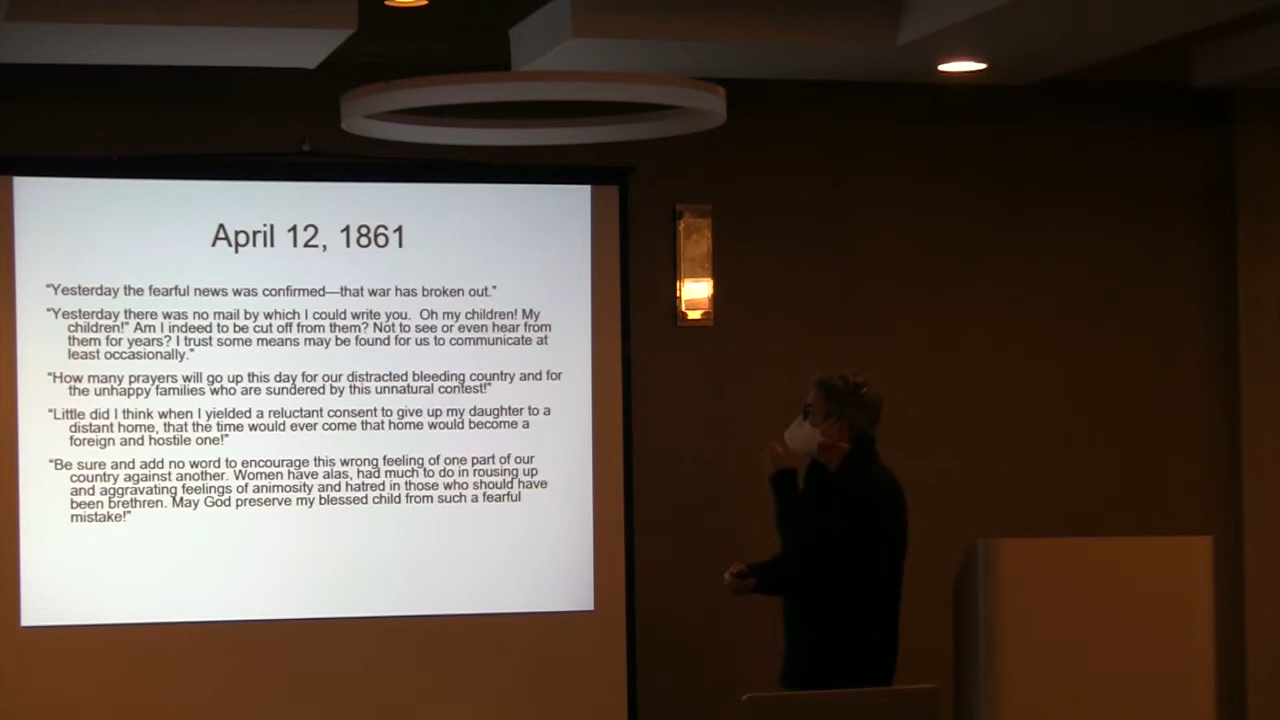 April 12, 1861
“Yesterday the fearful news was confirmed—that war has broken out.”
“Yesterday there was no mail by which I could write you.  Oh my children! My
children!” Am I indeed to be cut off from them? Not to see or even hear from
them for years? I trust some means may be found for us to communicate at
least occasionally.”
“How many prayers will go up this day for our distracted bleeding country and for
the unhappy families who are sundered by this unnatural contest!”
“Little did I think when I yielded a reluctant consent to give up my daughter to a
distant home, that the time would ever come that home would become a
foreign and hostile one!”
“Be sure and add no word to encourage this wrong feeling of one part of our
country against another. Women have alas, had much to do in rousing up
and aggravating feelings of animosity and hatred in those who should have
been brethren. May God preserve my blessed child from such a fearful
mistake!”